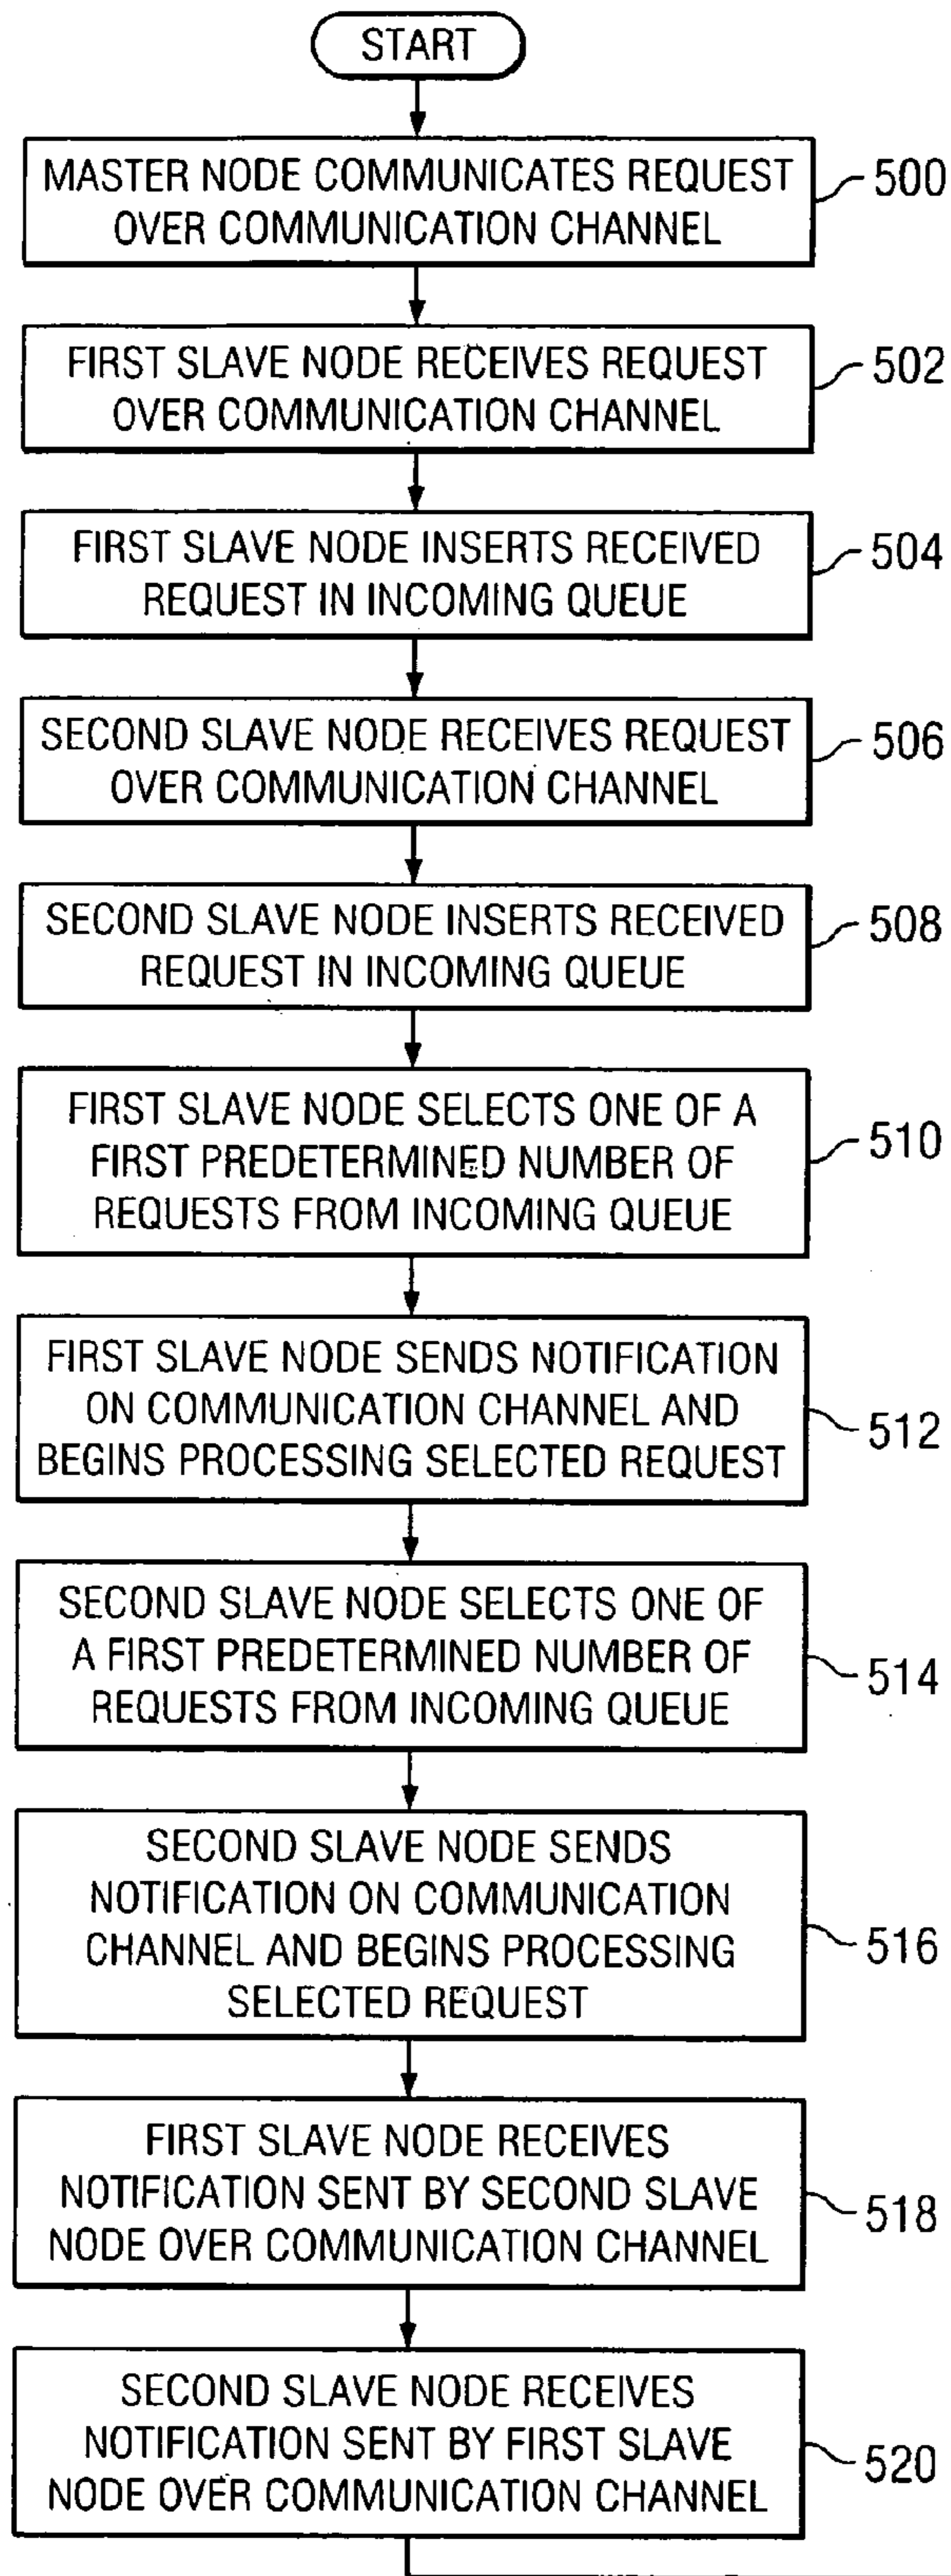 START
MASTER NODE COMMUNICATES REQUEST
OVER COMMUNICATION CHANNEL
500
FIRST SLAVE NODE RECEIVES REQUEST
OVER COMMUNICATION CHANNEL
502
FIRST SLAVE NODE INSERTS RECEIVED
REQUEST IN INCOMING QUEUE
504
SECOND SLAVE NODE RECEIVES REQUEST
OVER COMMUNICATION CHANNEL
506
SECOND SLAVE NODE INSERTS RECEIVED
REQUEST IN INCOMING QUEUE
508
FIRST SLAVE NODE SELECTS ONE OF A
FIRST PREDETERMINED NUMBER OF
REQUESTS FROM INCOMING QUEUE
510
FIRST SLAVE NODE SENDS NOTIFICATION
ON COMMUNICATION CHANNEL AND
BEGINS PROCESSING SELECTED REQUEST
512
SECOND SLAVE NODE SELECTS ONE OF
A FIRST PREDETERMINED NUMBER OF
REQUESTS FROM INCOMING QUEUE
514
SECOND SLAVE NODE SENDS
NOTIFICATION ON COMMUNICATION
CHANNEL AND BEGINS PROCESSING
SELECTED REQUEST
516
FIRST SLAVE NODE RECEIVES
NOTIFICATION SENT BY SECOND SLAVE
NODE OVER COMMUNICATION CHANNEL
518
SECOND SLAVE NODE RECEIVES
NOTIFICATION SENT BY FIRST SLAVE
NODE OVER COMMUNICATION CHANNEL
520